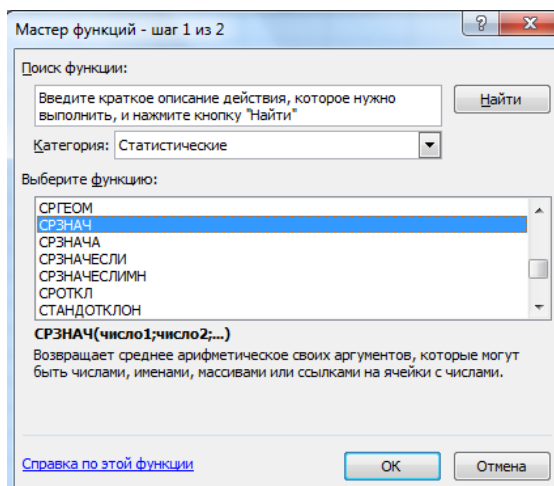 Мастер функций - шаг 1 из 2
Поиск функции:
Введите краткое описание действия, которое нужно
выполнить, и нажмите кнопку "Найти"
Найти
Категория: Статистические
Выберите функцию:
СРГЕОМ
СРЗНАЧ
СРЗНАЧА
СРЗНАЧЕСЛИ
СРЗНАЧЕСЛИМН
СРОТКЛ
СТАНДОТКЛОН
СРЗНАЧ(число1;число2;...)
Возвращает среднее арифметическое своих аргументов, которые могут
быть числами, именами, массивами или ссылками на ячейки с числами.
Справка по этой функции
ОК
Отмена